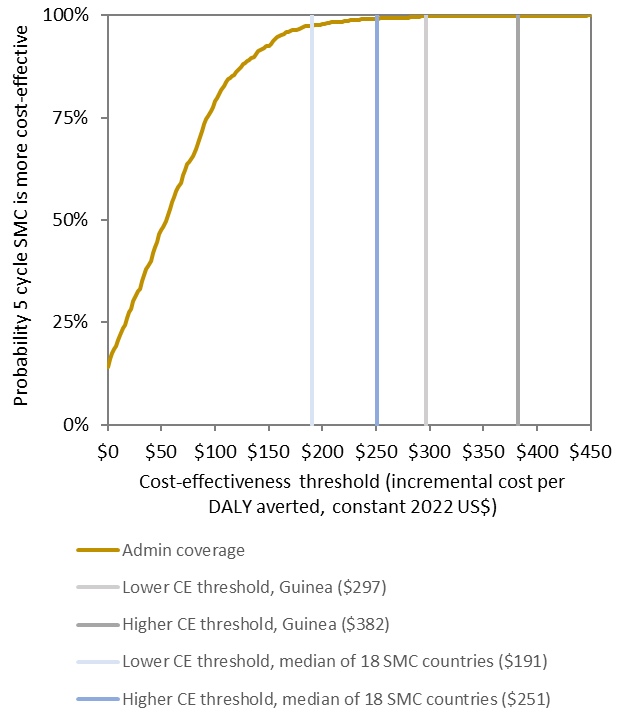 Probability 5 cycle SMC is more cost-effective
100%
75%
50%
25%
0%
$0 $50 $100 $150 $200 $250 $300 $350 $400 $450
Cost-effectiveness threshold (incremental cost per
DALY averted, constant 2022 US$)
Admin coverage
Lower CE threshold, Guinea ($297)
Higher CE threshold, Guinea ($382)
Lower CE threshold, median of 18 SMC countries ($191)
Higher CE threshold, median of 18 SMC countries ($251)